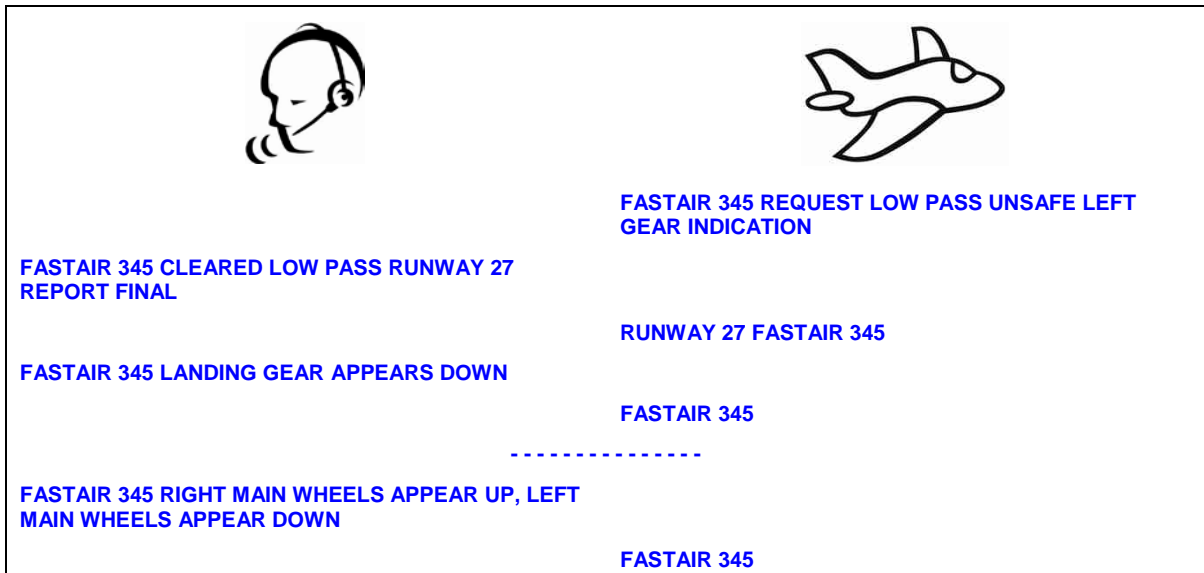 FASTAIR 345 REQUEST LOW PASS UNSAFE LEFT
GEAR INDICATION
FASTAIR 345 CLEARED LOW PASS RUNWAY 27
REPORT FINAL
RUNWAY 27 FASTAIR 345
FASTAIR 345 LANDING GEAR APPEARS DOWN
FASTAIR 345
- - - - - - - - - - - - - - -
FASTAIR 345 RIGHT MAIN WHEELS APPEAR UP, LEFT
MAIN WHEELS APPEAR DOWN
FASTAIR 345